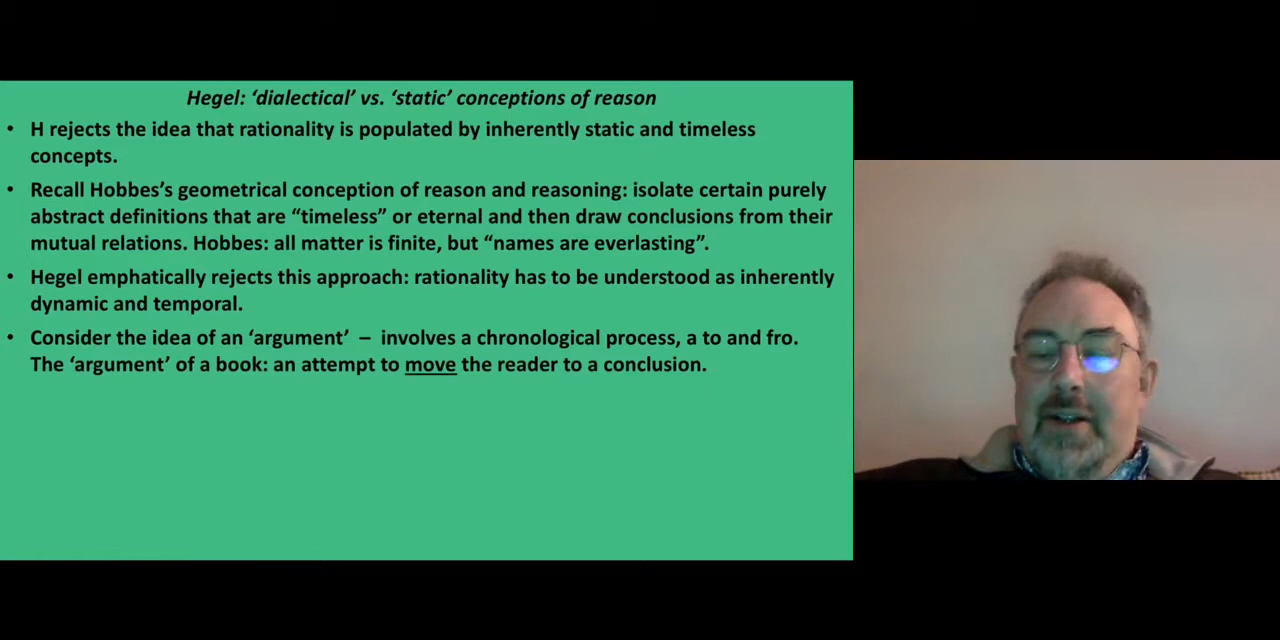 Hegel: ‘dialectical’ vs. ‘static’ conceptions of reason
• H rejects the idea that rationality is populated by inherently static and timeless
concepts.
• Recall Hobbes’s geometrical conception of reason and reasoning: isolate certain purely
abstract definitions that are “timeless” or eternal and then draw conclusions from their
mutual relations. Hobbes: all matter is finite, but “names are everlasting”.
• Hegel emphatically rejects this approach: rationality has to be understood as inherently
dynamic and temporal.
• Consider the idea of an ‘argument’ – involves a chronological process, a to and fro.
The ‘argument’ of a book: an attempt to move the reader to a conclusion.